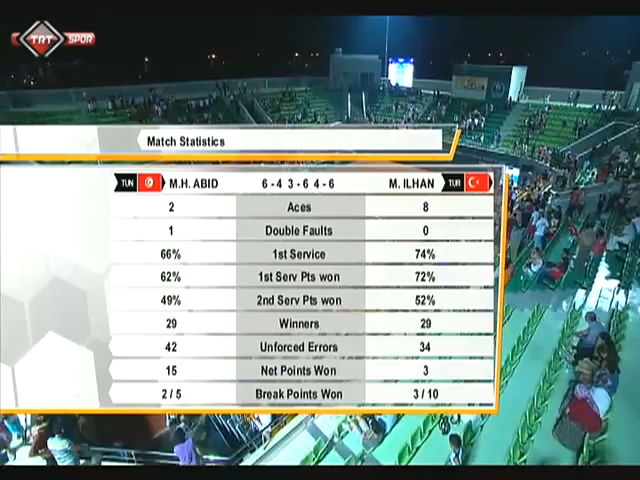 TRT SPOR
Match Statistics
TUN M.H. ABID 6 - 4 3 - 6 4 - 6 M. ILHAN TUR
2 Aces 8
1 Double Faults 0
66% 1st Service 74%
62% 1st Serv Pts won 72%
49% 2nd Serv Pts won 52%
29 Winners 29
42 Unforced Errors 34
15 Net Points Won 3
2 / 5 Break Points Won 3 / 10